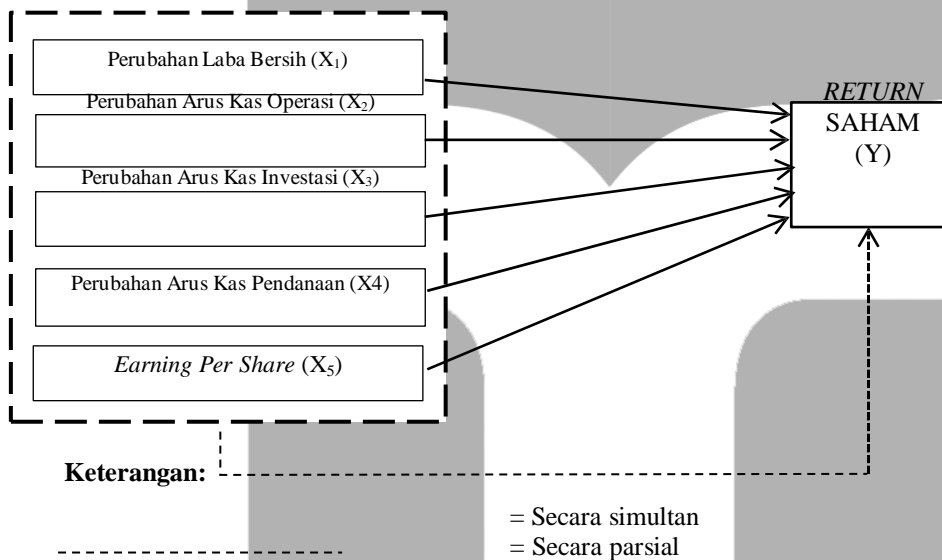 Perubahan Laba Bersih (X₁)
Perubahan Arus Kas Operasi (X₂)
Perubahan Arus Kas Investasi (X₃)
Perubahan Arus Kas Pendanaan (X4)
Earning Per Share (X₅)
RETURN
SAHAM
(Y)
Keterangan:
= Secara simultan
= Secara parsial